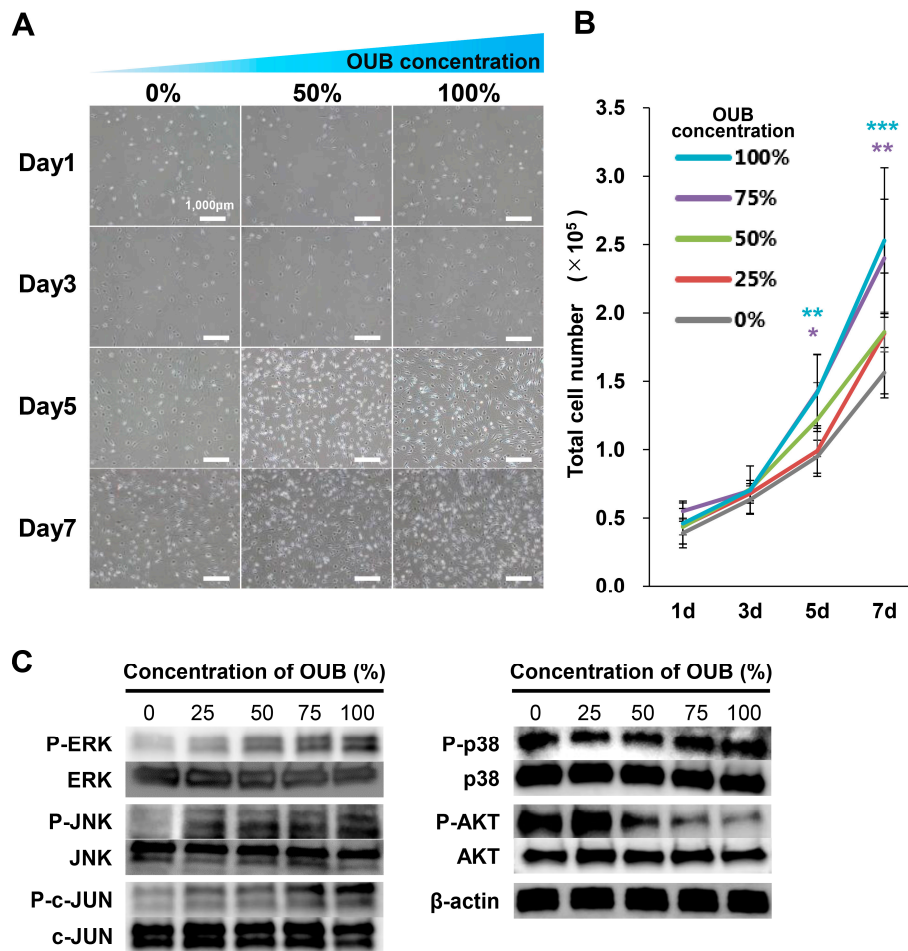 A
OUB concentration
0% 50% 100%
Day1
1,000μm
Day3
Day5
Day7
B
3.5
3.0
2.5
2.0
1.5
1.0
0.5
0.0
Total cell number (×10⁵)
OUB
concentration
100%
75%
50%
25%
0%
**
*
***
**
1d 3d 5d 7d
C
Concentration of OUB (%)
0 25 50 75 100
P-ERK
ERK
P-JNK
JNK
P-c-JUN
c-JUN
Concentration of OUB (%)
0 25 50 75 100
P-p38
p38
P-AKT
AKT
β-actin